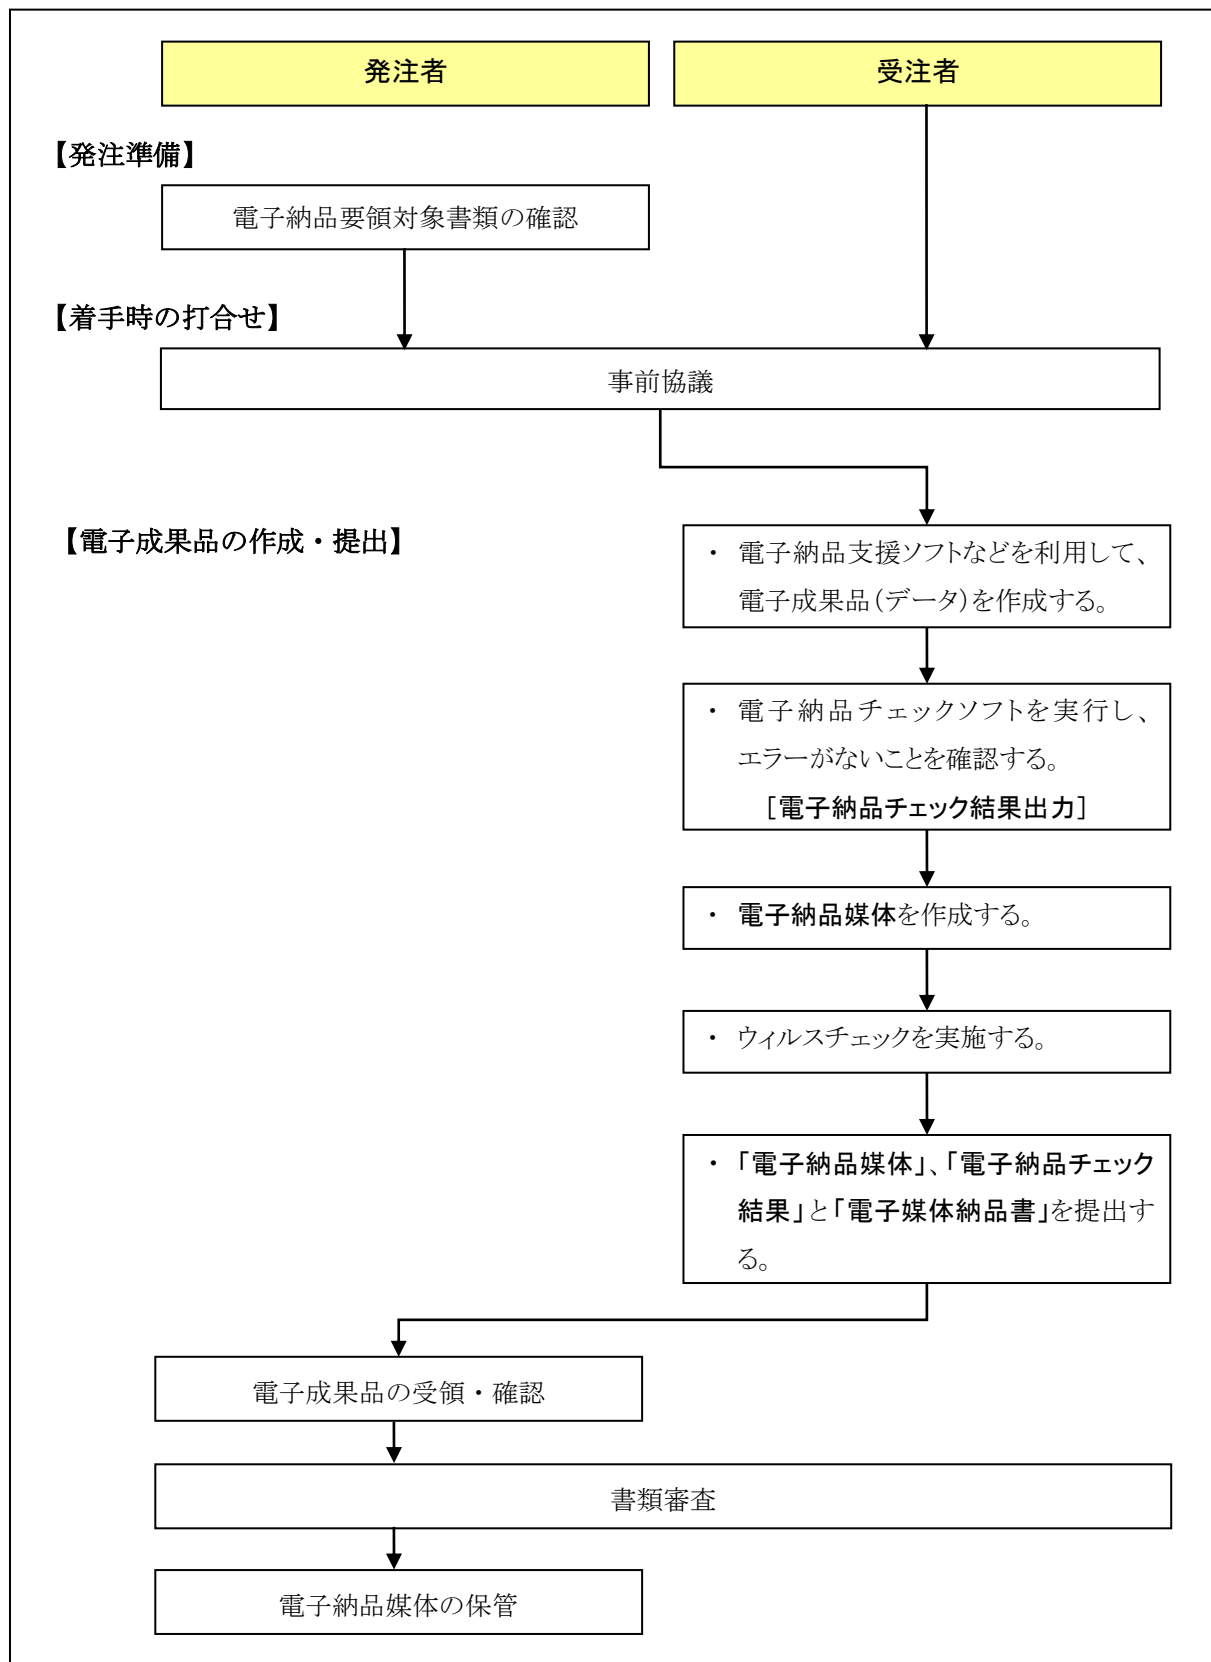 発注者
受注者
【発注準備】
電子納品要領対象書類の確認
【着手時の打合せ】
事前協議
【電子成果品の作成・提出】
・ 電子納品支援ソフトなどを利用して、
電子成果品(データ)を作成する。
・ 電子納品チェックソフトを実行し、
エラーがないことを確認する。
[電子納品チェック結果出力]
・ 電子納品媒体を作成する。
・ ウィルスチェックを実施する。
・ 「電子納品媒体」、「電子納品チェック
結果」と「電子媒体納品書」を提出す
る。
電子成果品の受領・確認
書類審査
電子納品媒体の保管